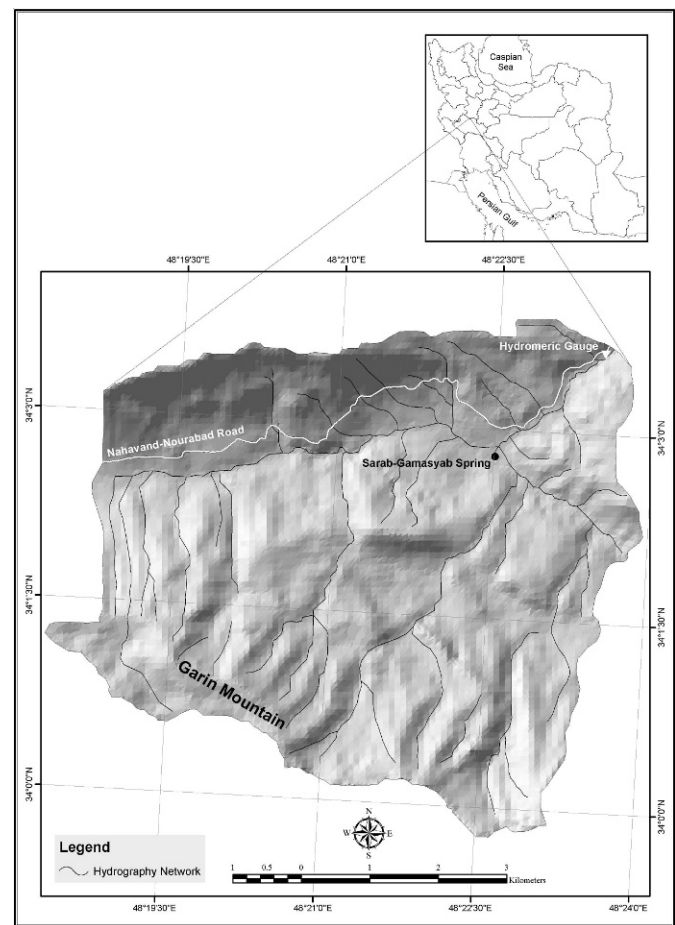 Caspian
Sea
Persian Gulf
48°19'30"E
48°21'0"E
48°22'30"E
Hydromeric Gauge
34°3'0"N
34°3'0"N
Nahavand-Nourabad Road
Sarab-Gamasyab Spring
34°1'30"N
34°1'30"N
Garin Mountain
34°0'0"N
34°0'0"N
N
W E
S
Legend
Hydrography Network
1 0.5 0 1 2 3
Kilometers
48°19'30"E
48°21'0"E
48°22'30"E
48°24'0"E